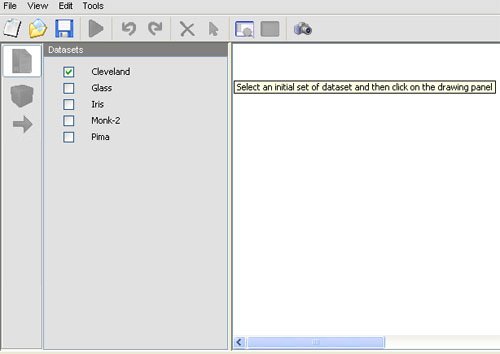 File View Edit Tools
Datasets
Cleveland
Glass
Iris
Monk-2
Pima
Select an initial set of dataset and then click on the drawing panel